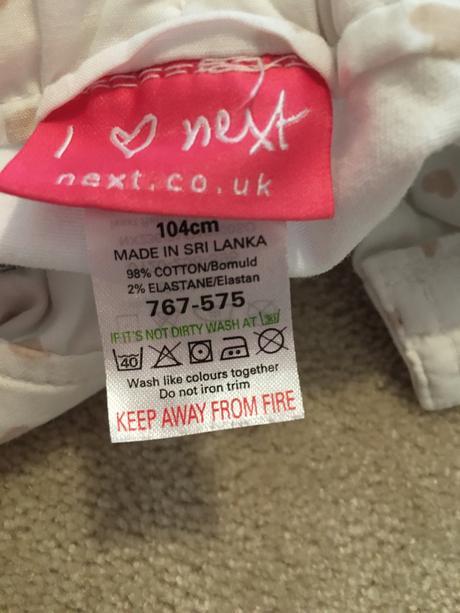 I ♡ next
next.co.uk
104cm
MADE IN SRI LANKA
98% COTTON/Bomuld
2% ELASTANE/Elastan
767-575
IF IT'S NOT DIRTY WASH AT 30
40
Wash like colours together
Do not iron trim
KEEP AWAY FROM FIRE